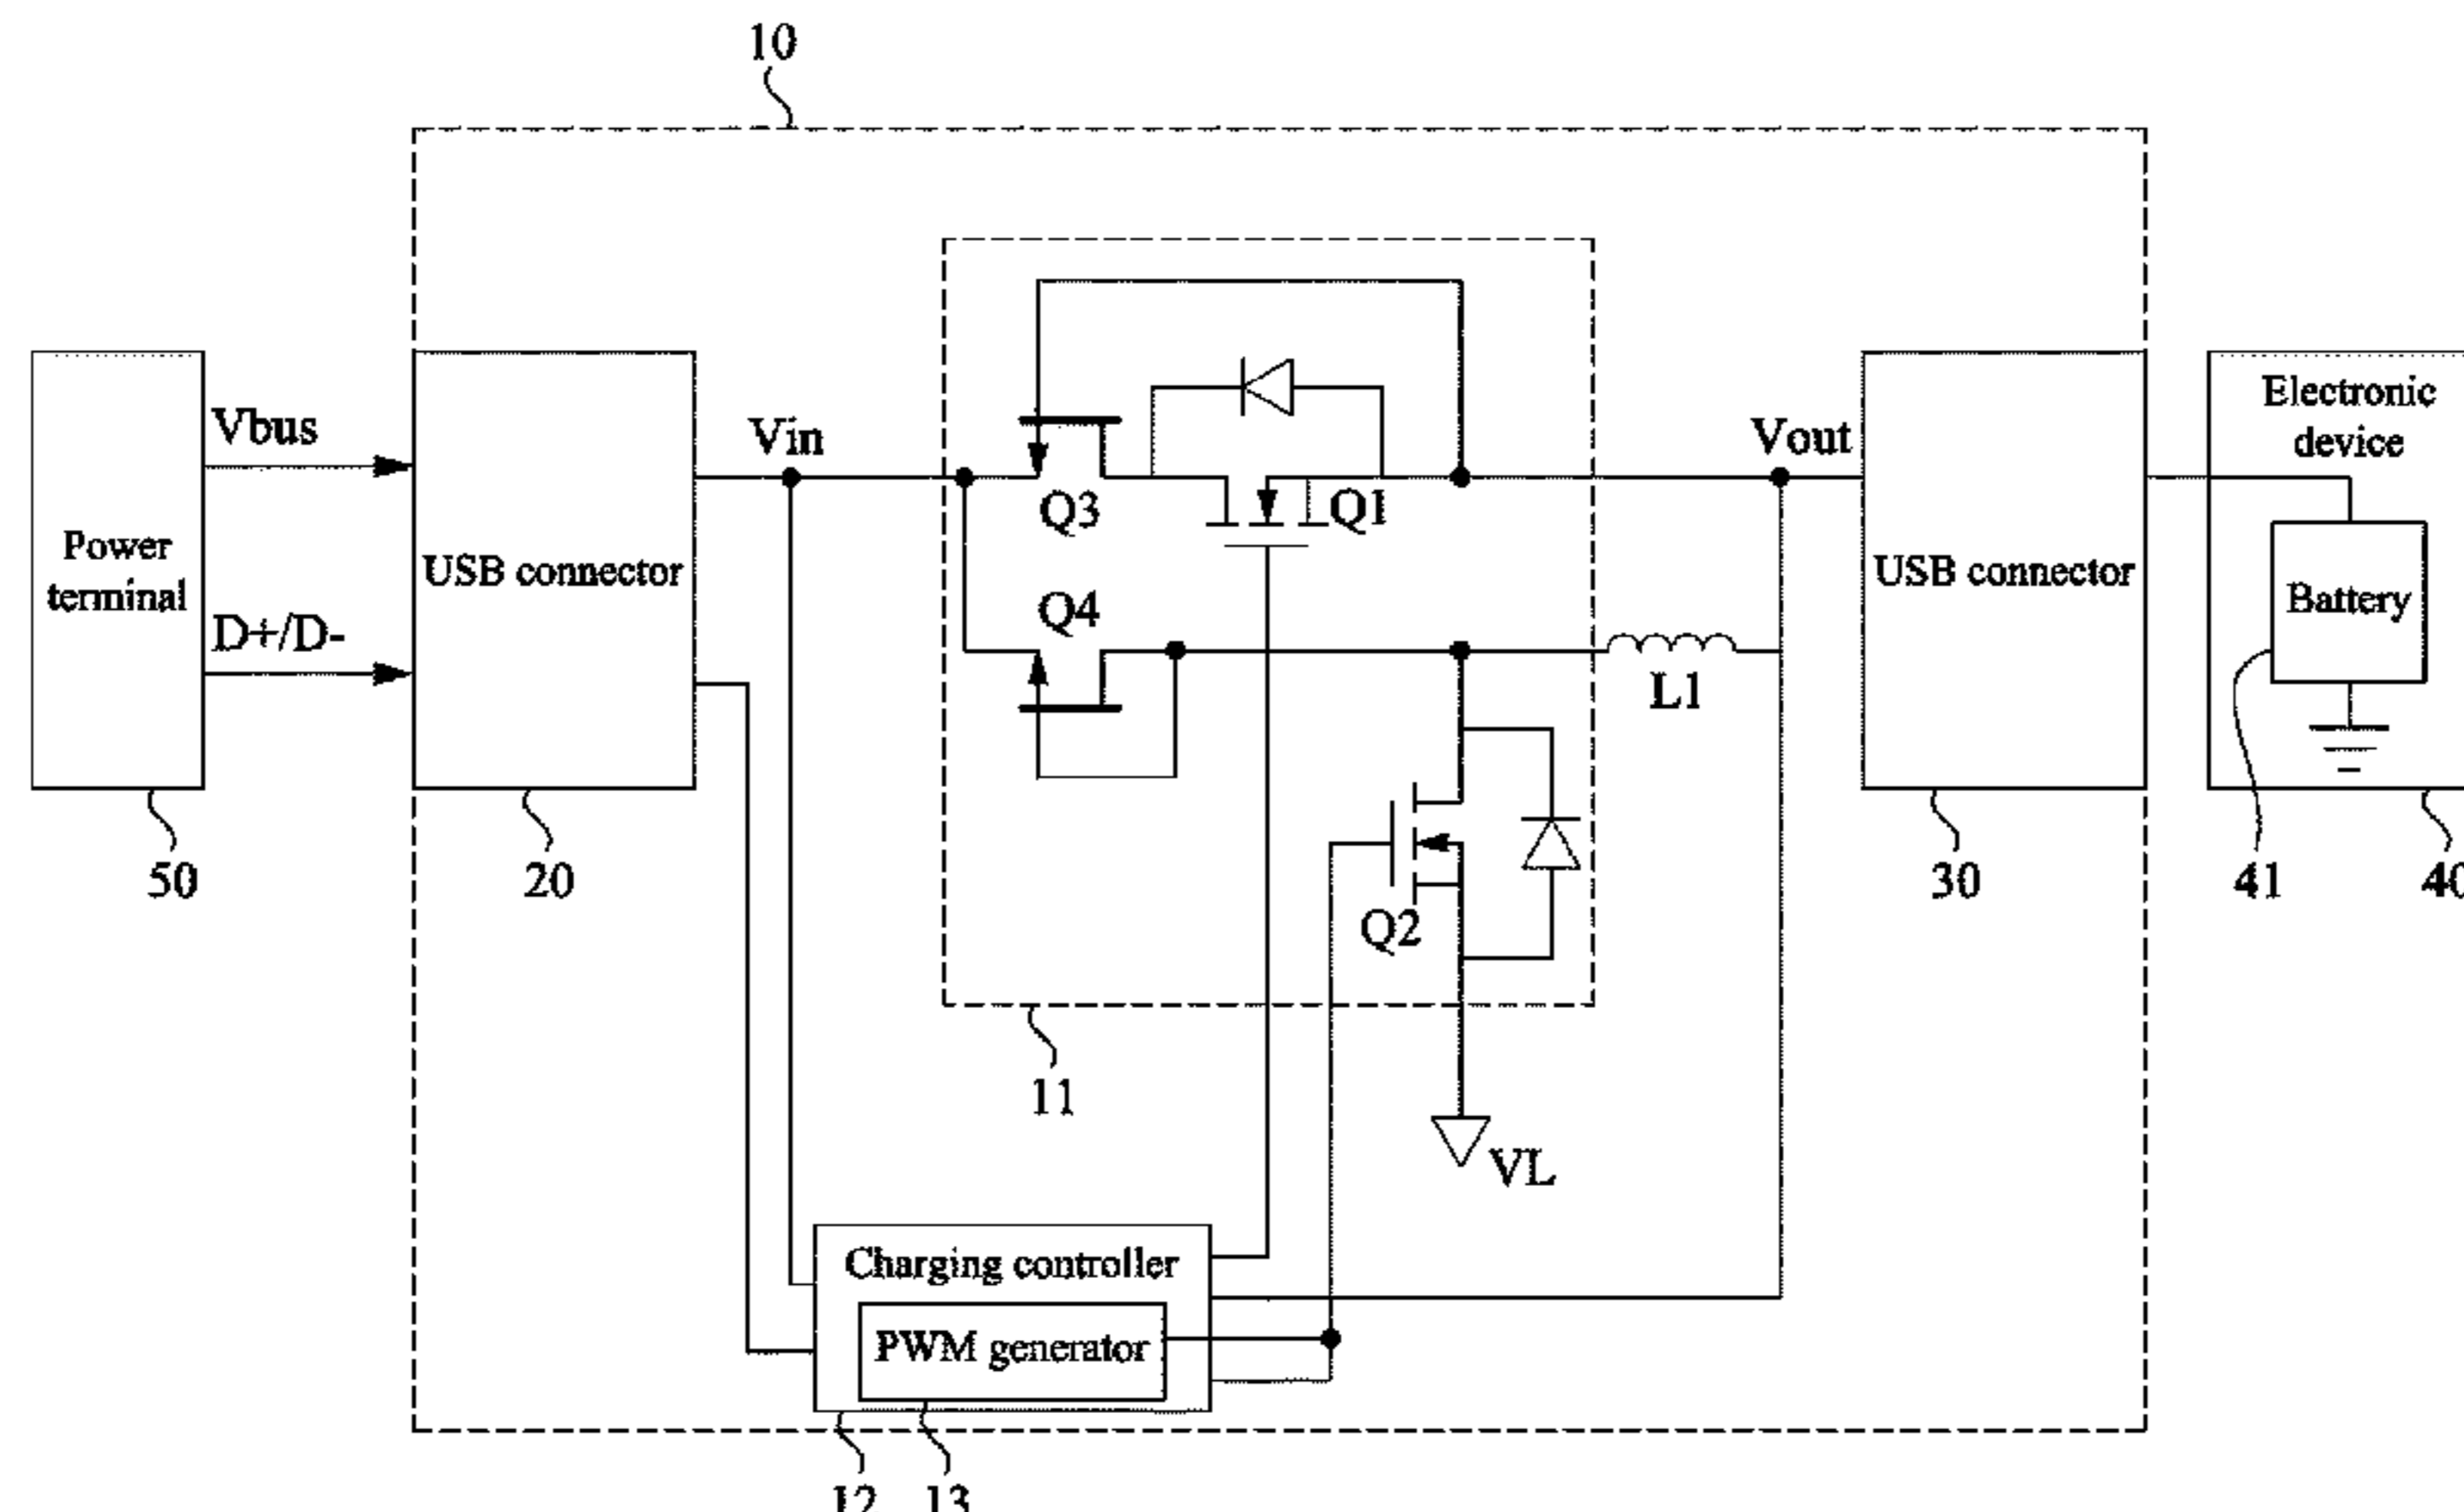 10
Vbus
Vin
Vout
Electronic
device
Q3
Q1
Power
terminal
USB connector
USB connector
Battery
Q4
D+/D-
L1
50
20
30
41
40
Q2
11
VL
Charging controller
PWM generator
12
13